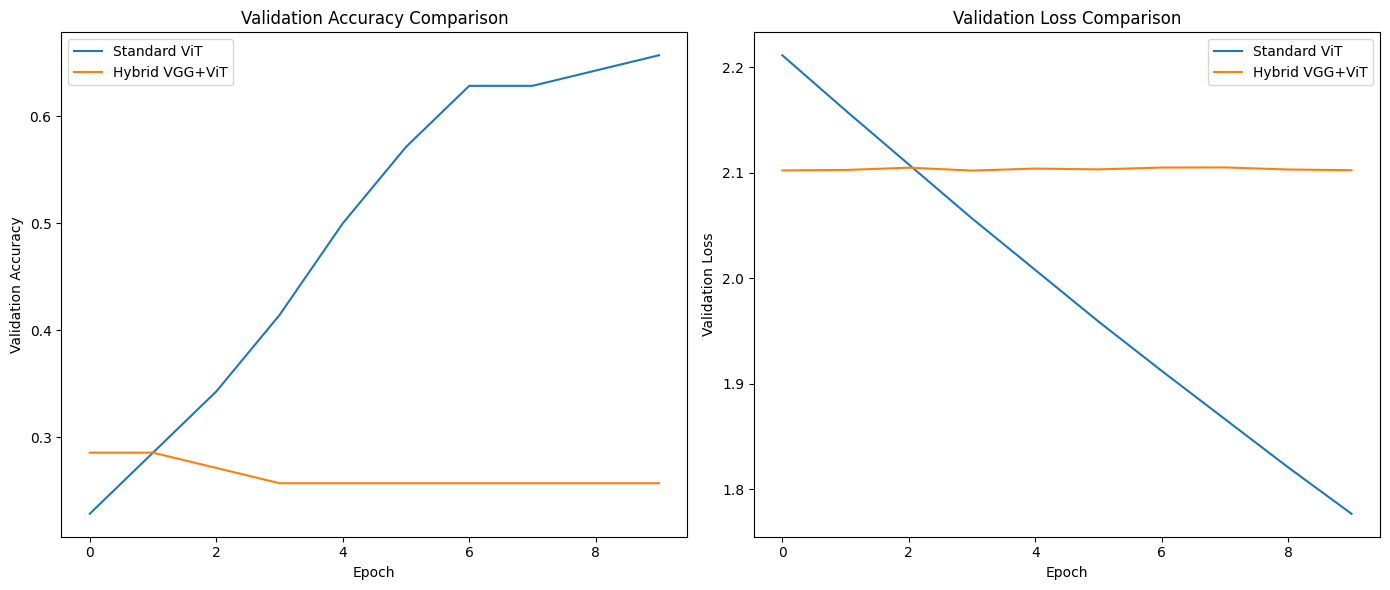 Validation Accuracy Comparison
Standard ViT
Hybrid VGG+ViT
Validation Accuracy
0.6
0.5
0.4
0.3
0 2 4 6 8
Epoch
Validation Loss Comparison
Standard ViT
Hybrid VGG+ViT
Validation Loss
2.2
2.1
2.0
1.9
1.8
0 2 4 6 8
Epoch